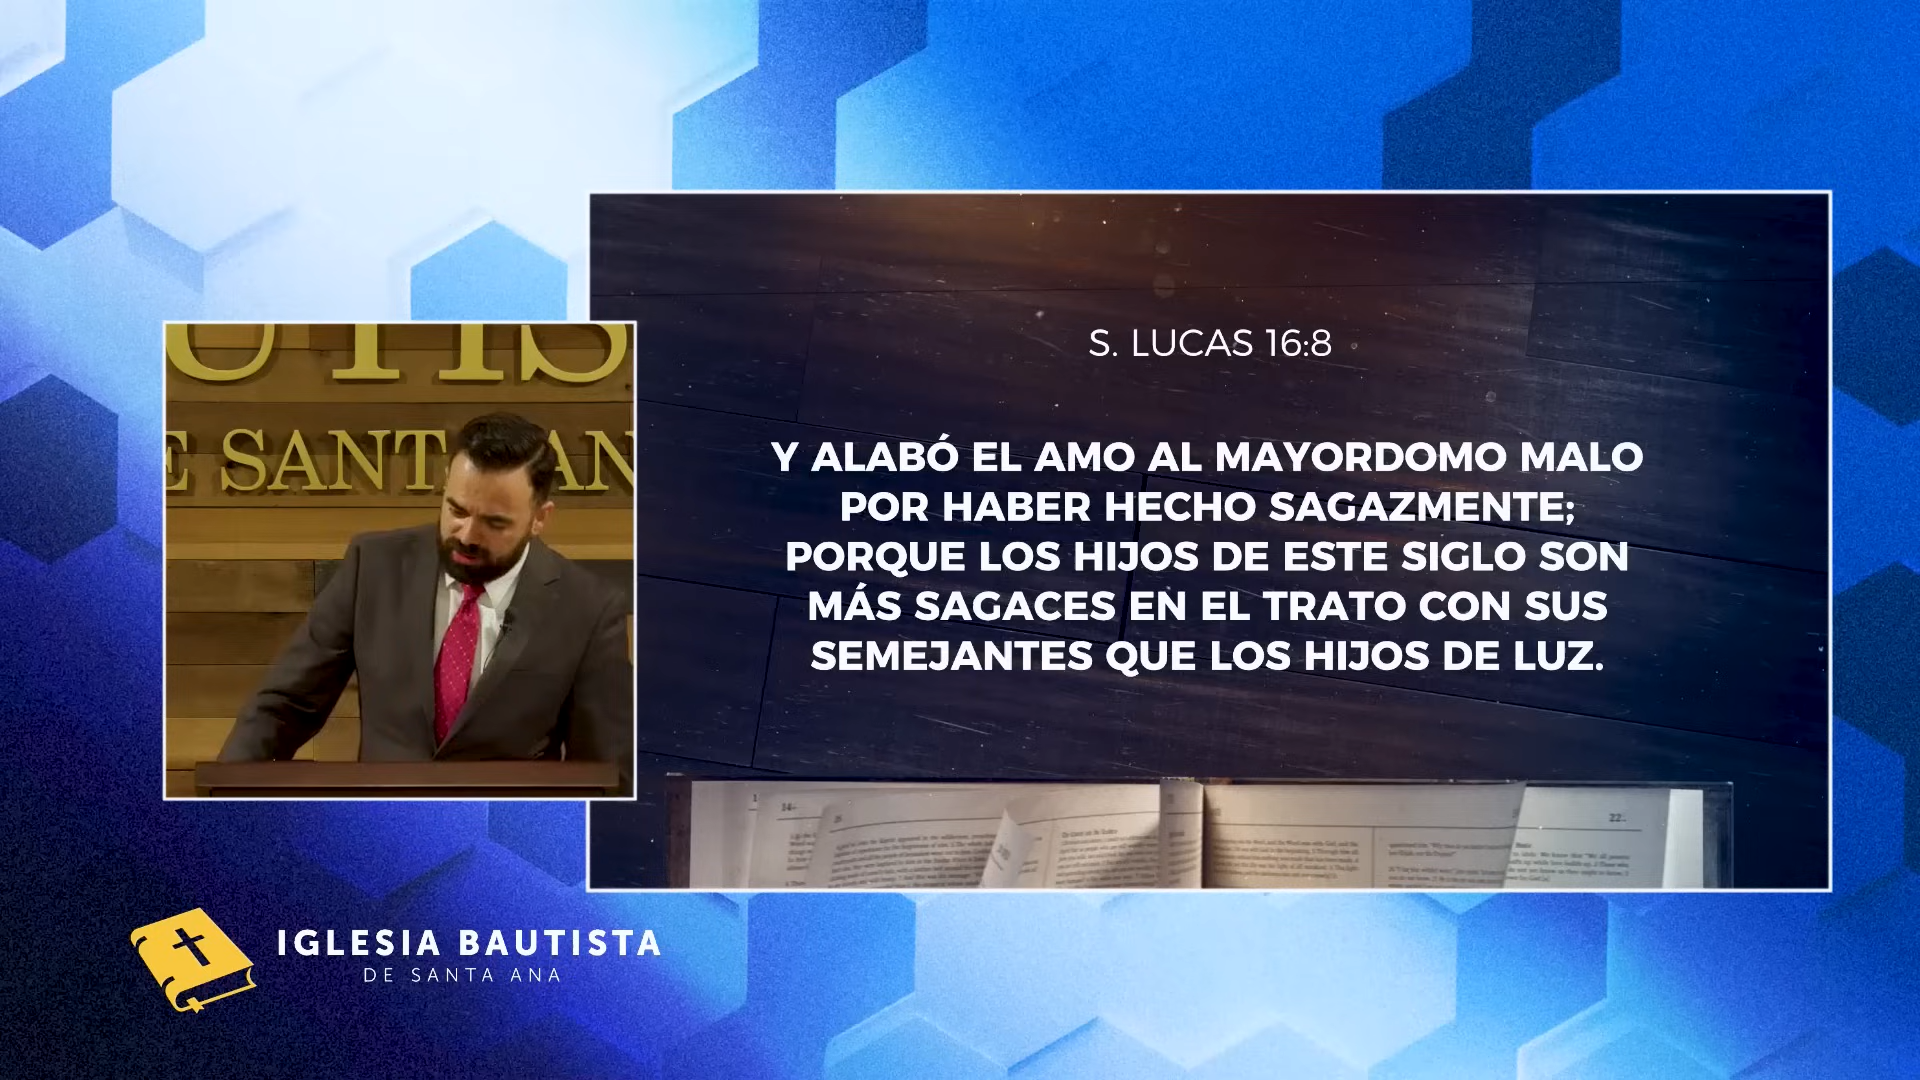 S. LUCAS 16:8
Y ALABÓ EL AMO AL MAYORDOMO MALO
POR HABER HECHO SAGAZMENTE;
PORQUE LOS HIJOS DE ESTE SIGLO SON
MÁS SAGACES EN EL TRATO CON SUS
SEMEJANTES QUE LOS HIJOS DE LUZ.
E SANTA AN
IGLESIA BAUTISTA
DE SANTA ANA